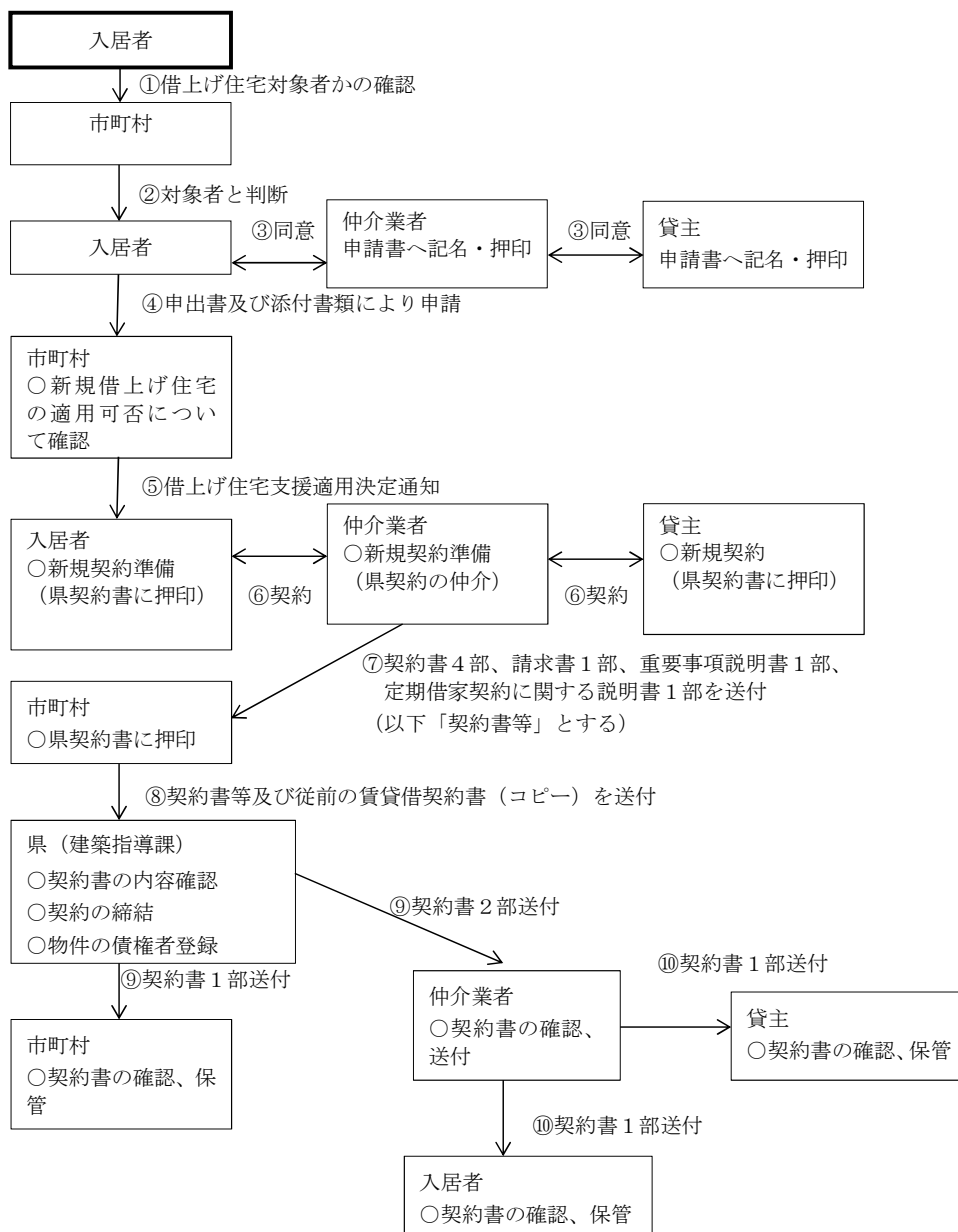 入居者
①借上げ住宅対象者かの確認
市町村
②対象者と判断
入居者
③同意
仲介業者
申請書へ記名・押印
③同意
貸主
申請書へ記名・押印
④申出書及び添付書類により申請
市町村
○新規借上げ住宅
の適用可否につい
て確認
⑤借上げ住宅支援適用決定通知
入居者
○新規契約準備
（県契約書に押印）
⑥契約
仲介業者
○新規契約準備
（県契約の仲介）
⑥契約
貸主
○新規契約
（県契約書に押印）
⑦契約書４部、請求書１部、重要事項説明書１部、
定期借家契約に関する説明書１部を送付
（以下「契約書等」とする）
市町村
○県契約書に押印
⑧契約書等及び従前の賃貸借契約書（コピー）を送付
県（建築指導課）
○契約書の内容確認
○契約の締結
○物件の債権者登録
⑨契約書２部送付
⑨契約書１部送付
⑩契約書１部送付
仲介業者
○契約書の確認、
送付
貸主
○契約書の確認、保管
市町村
○契約書の確認、保
管
⑩契約書１部送付
入居者
○契約書の確認、保管